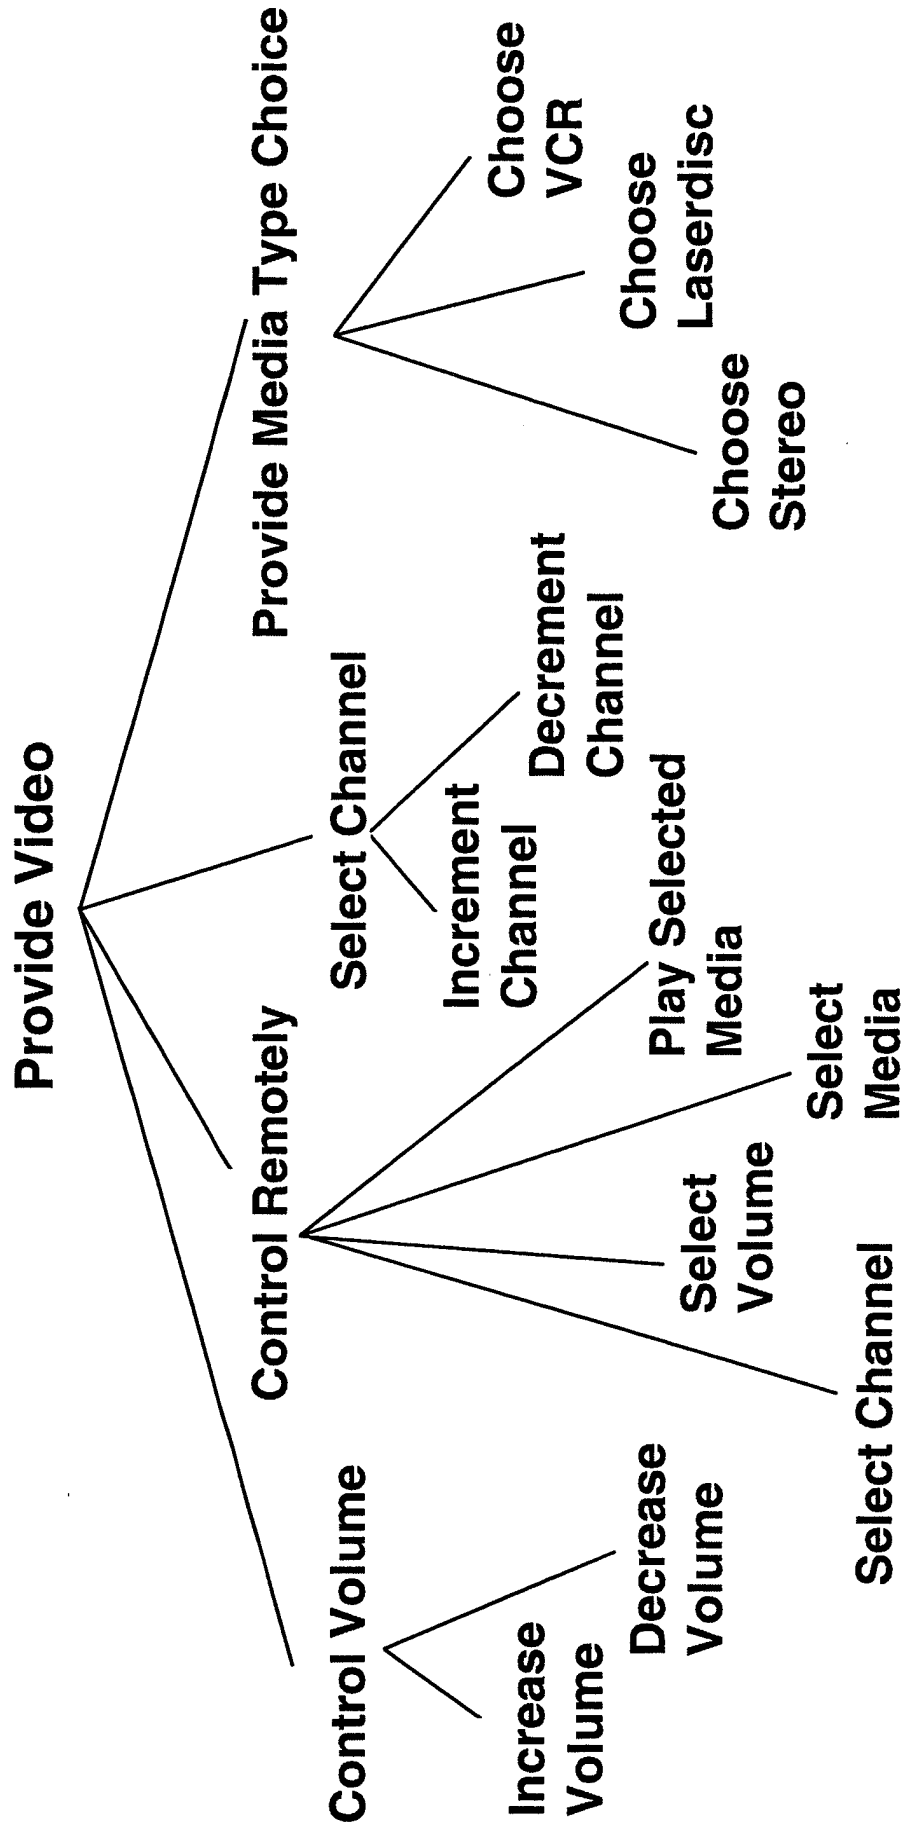 Provide Video
Control Volume
Control Remotely
Select Channel
Provide Media Type Choice
Increase
Volume
Decrease
Volume
Select Channel
Select
Volume
Select
Media
Play Selected
Media
Increment
Channel
Decrement
Channel
Choose
Stereo
Choose
Laserdisc
Choose
VCR